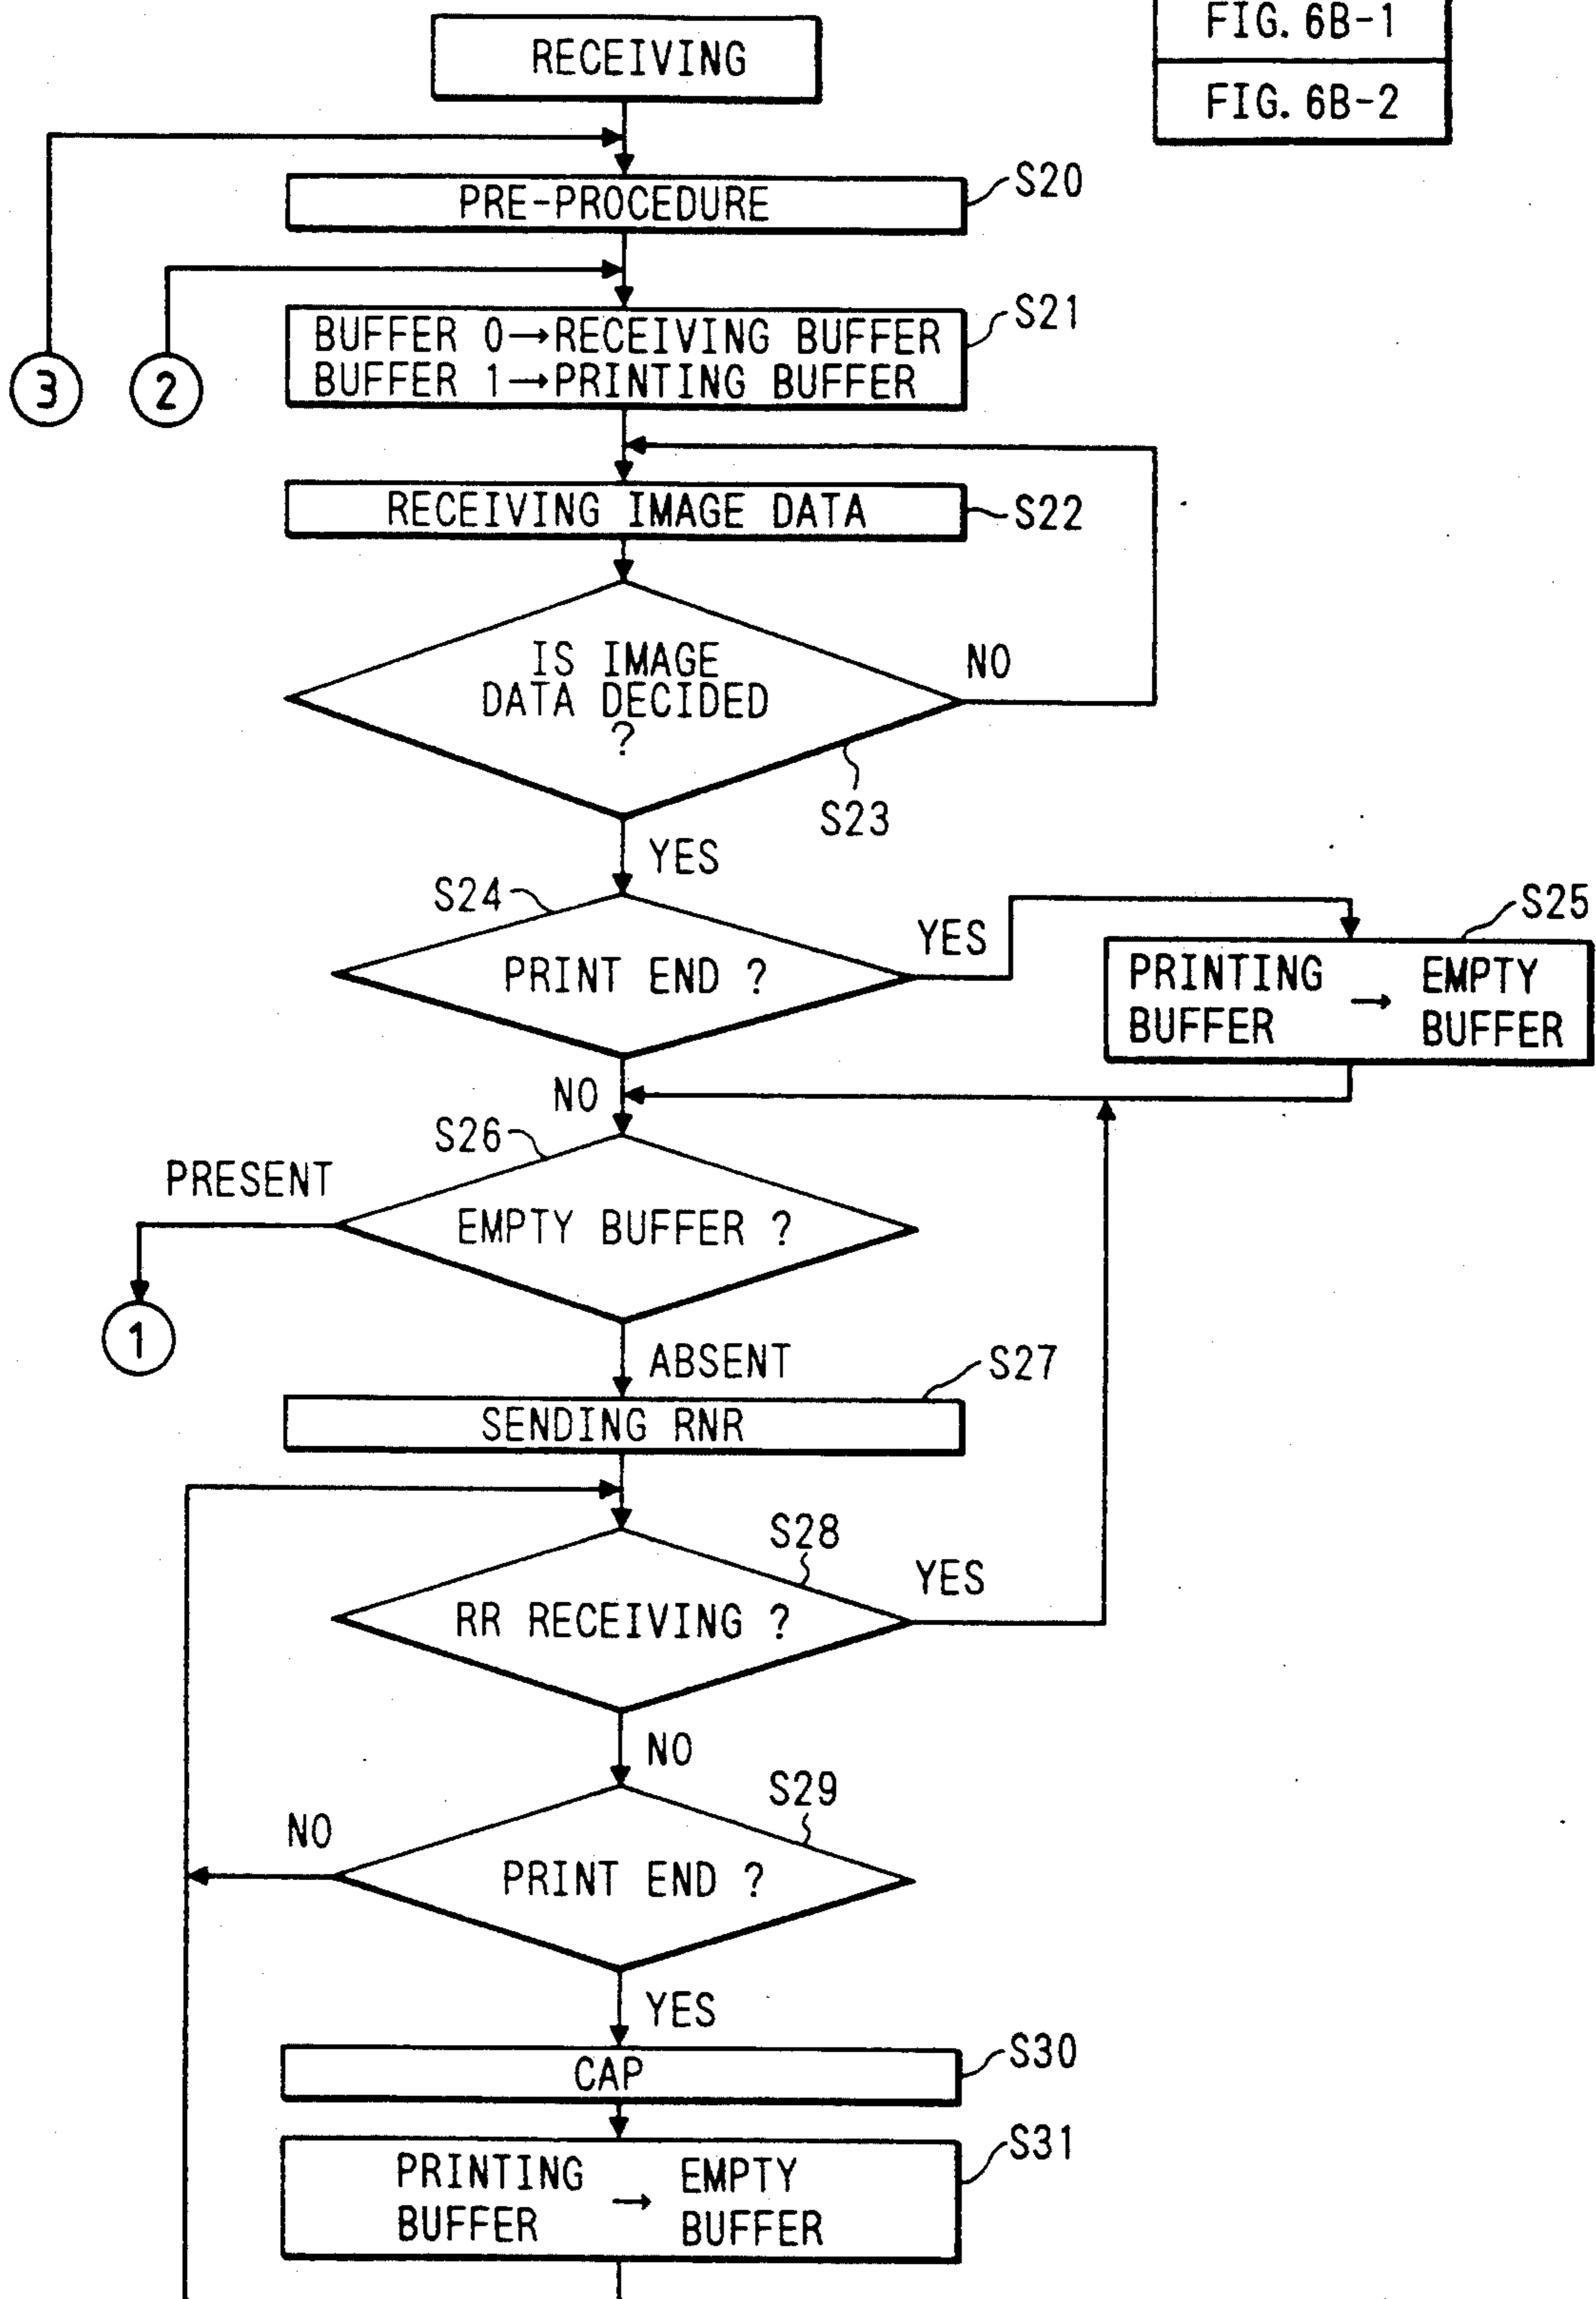 FIG. 6B-1
FIG. 6B-2
RECEIVING
PRE-PROCEDURE
S20
3
2
BUFFER 0→RECEIVING BUFFER
BUFFER 1→PRINTING BUFFER
S21
RECEIVING IMAGE DATA
S22
IS IMAGE
DATA DECIDED
?
NO
S23
YES
S24
PRINT END ?
YES
S25
PRINTING → EMPTY
BUFFER BUFFER
NO
S26
PRESENT
EMPTY BUFFER ?
1
ABSENT
S27
SENDING RNR
S28
RR RECEIVING ?
YES
NO
S29
NO
PRINT END ?
YES
CAP
S30
S31
PRINTING → EMPTY
BUFFER BUFFER